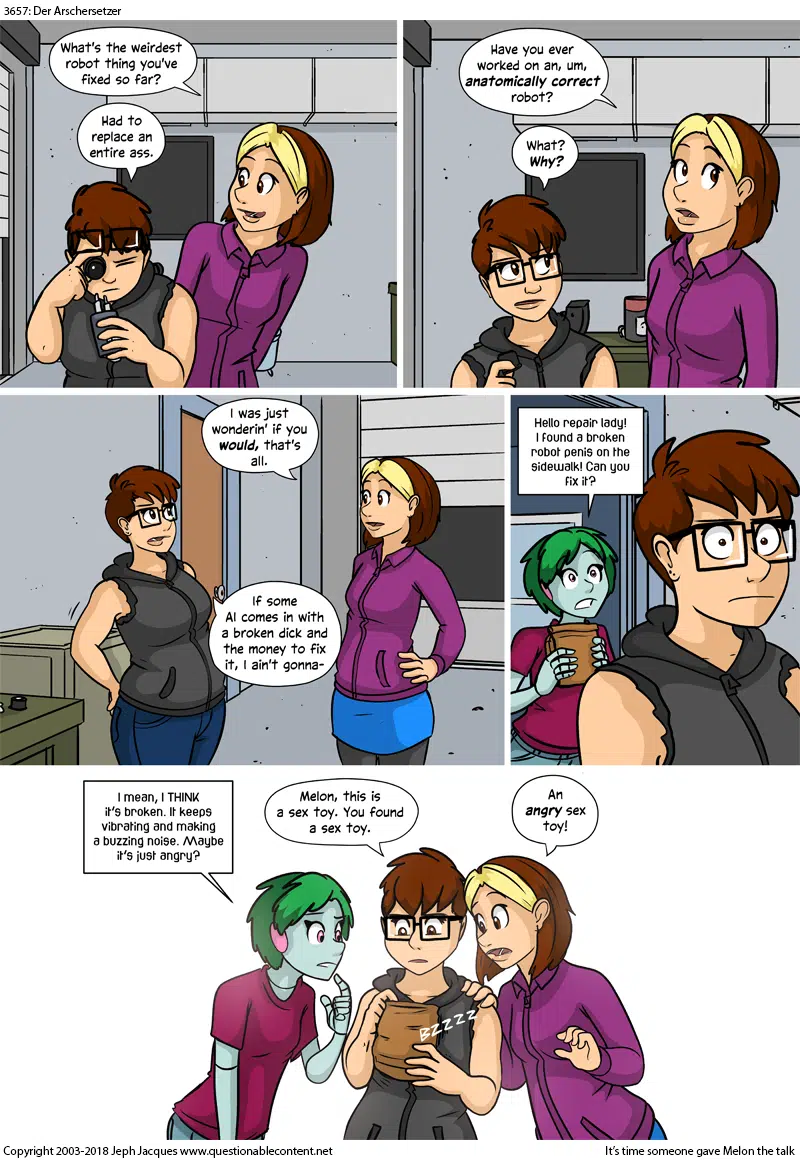 3657: Der Arschersetzer
What's the weirdest
robot thing you've
fixed so far?
Had to
replace an
entire ass.
Have you ever
worked on an, um,
anatomically correct
robot?
What?
Why?
I was just
wonderin' if you
would, that's
all.
If some
AI comes in with
a broken dick and
the money to fix
it, I ain't gonna-
Hello repair lady!
I found a broken
robot penis on the
sidewalk! Can you
fix it?
I mean, I THINK
it's broken. It keeps
vibrating and making
a buzzing noise. Maybe
it's just angry?
Melon, this is
a sex toy. You found
a sex toy.
An
angry sex
toy!
BZZZZ
Copyright 2003-2018 Jeph Jacques www.questionablecontent.net
It's time someone gave Melon the talk